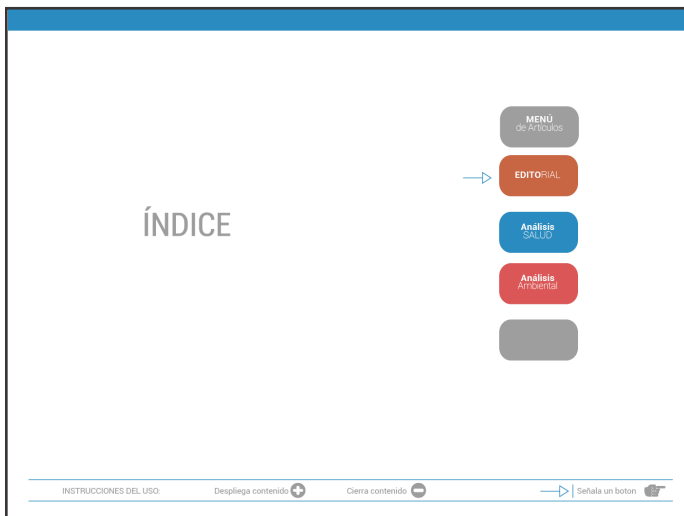 MENÚ
de Artículos
EDITORIAL
ÍNDICE
Análisis
SALUD
Análisis
Ambiental
INSTRUCCIONES DEL USO:
Despliega contenido
Cierra contenido
Señala un boton